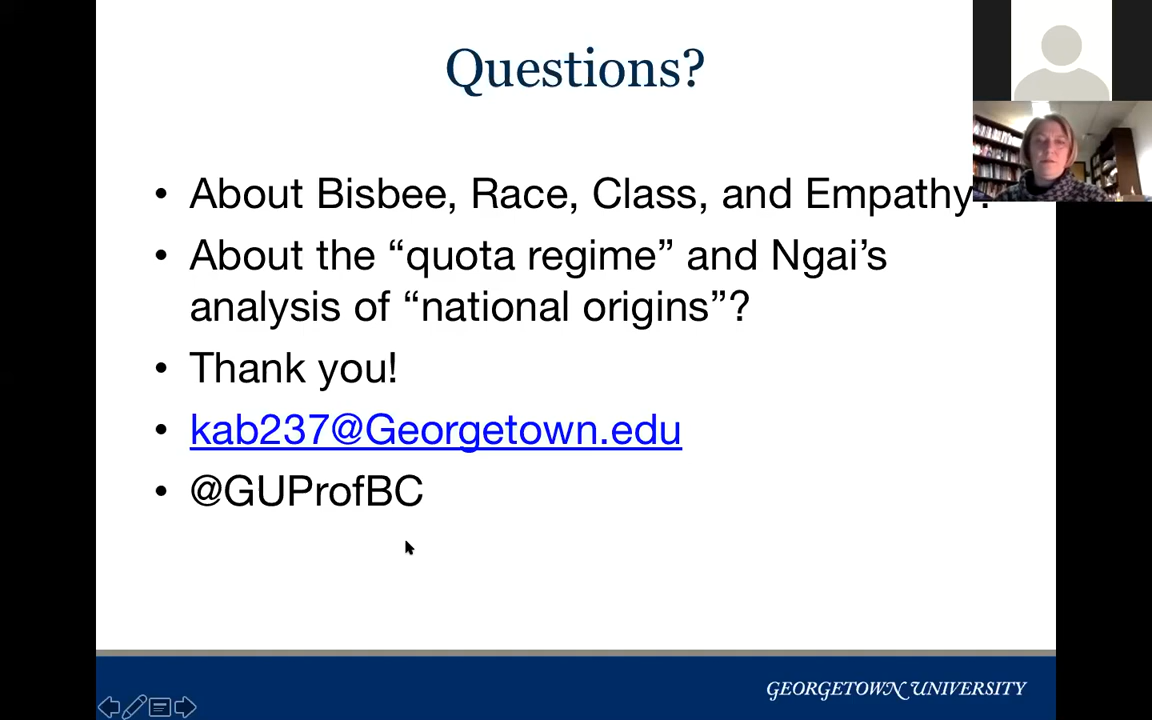 Questions?
• About Bisbee, Race, Class, and Empathy?
• About the “quota regime” and Ngai’s
analysis of “national origins”?
• Thank you!
• kab237@Georgetown.edu
• @GUProfBC
GEORGETOWN UNIVERSITY